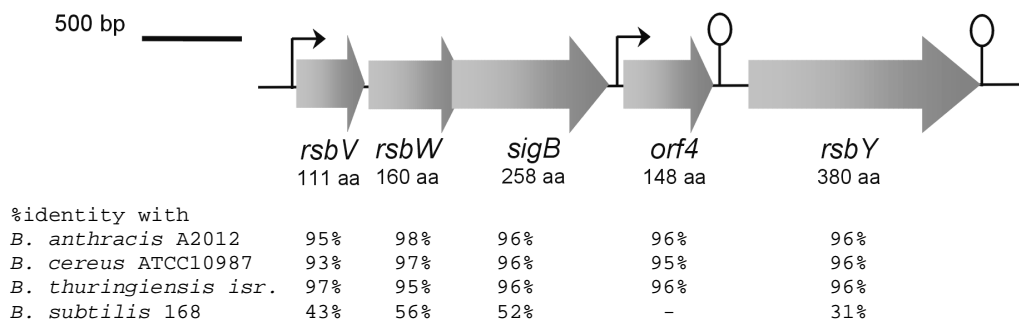 500 bp
rsbV rsbW sigB orf4 rsbY
111 aa 160 aa 258 aa 148 aa 380 aa
%identity with
B. anthracis A2012 95% 98% 96% 96% 96%
B. cereus ATCC10987 93% 97% 96% 95% 96%
B. thuringiensis isr. 97% 95% 96% 96% 96%
B. subtilis 168 43% 56% 52% - 31%